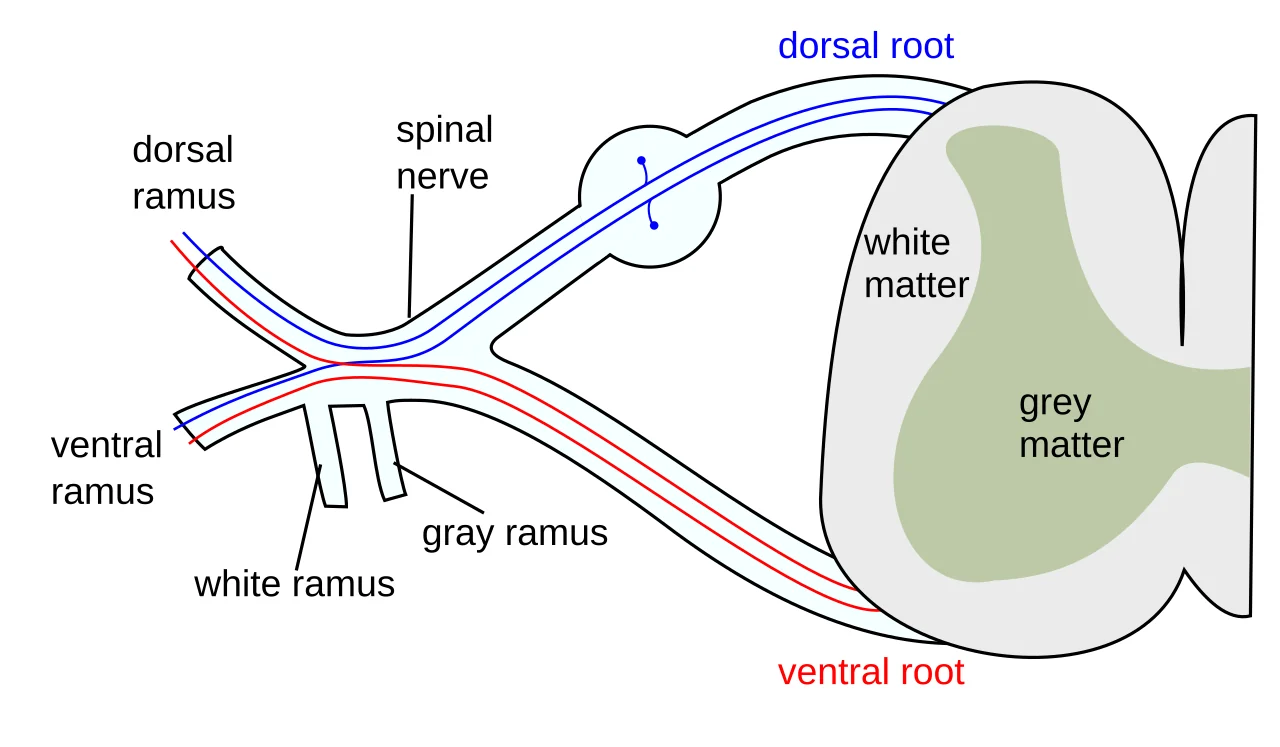 dorsal root
spinal
nerve
dorsal
ramus
white
matter
grey
matter
ventral
ramus
gray ramus
white ramus
ventral root